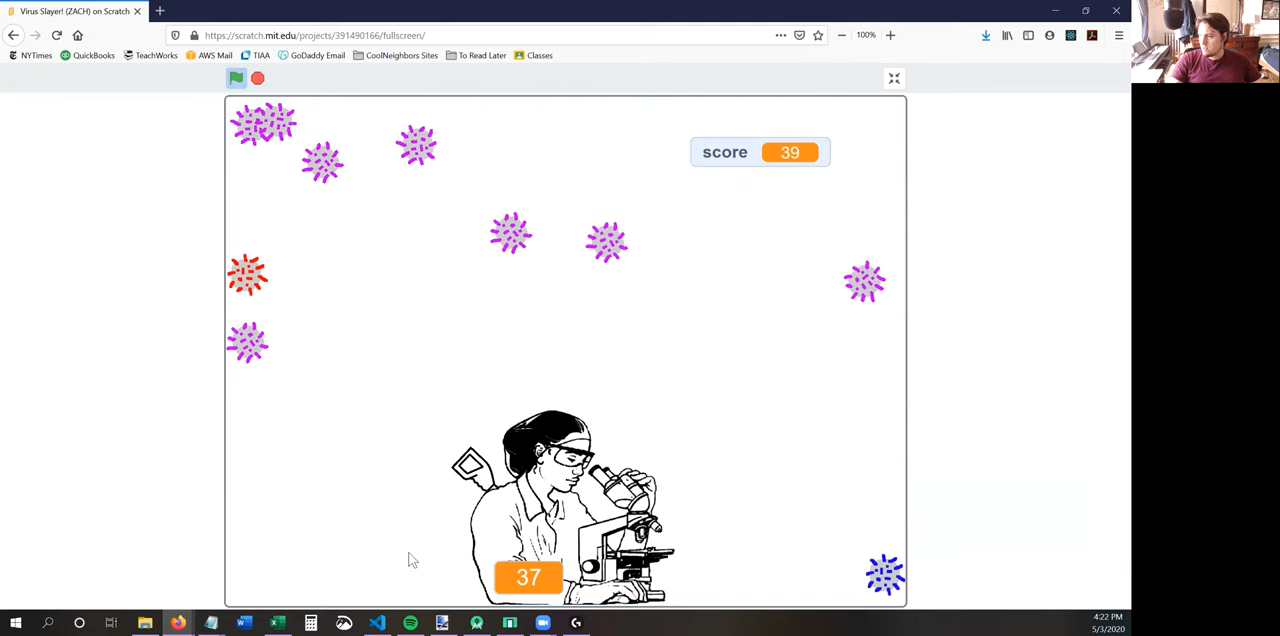 Virus Slayer! (ZACH) on Scratch
https://scratch.mit.edu/projects/391490166/fullscreen/
100%
NYTimes QuickBooks TeachWorks AWS Mail TIAA GoDaddy Email CoolNeighbors Sites To Read Later Classes
score 39
37
4:22 PM
5/3/2020